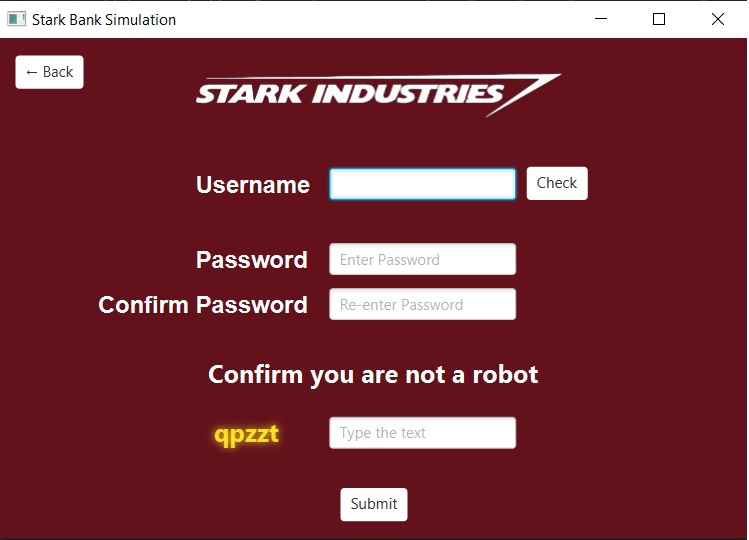 Stark Bank Simulation
← Back
STARK INDUSTRIES
Username
Check
Password
Enter Password
Confirm Password
Re-enter Password
Confirm you are not a robot
qpzzt
Type the text
Submit